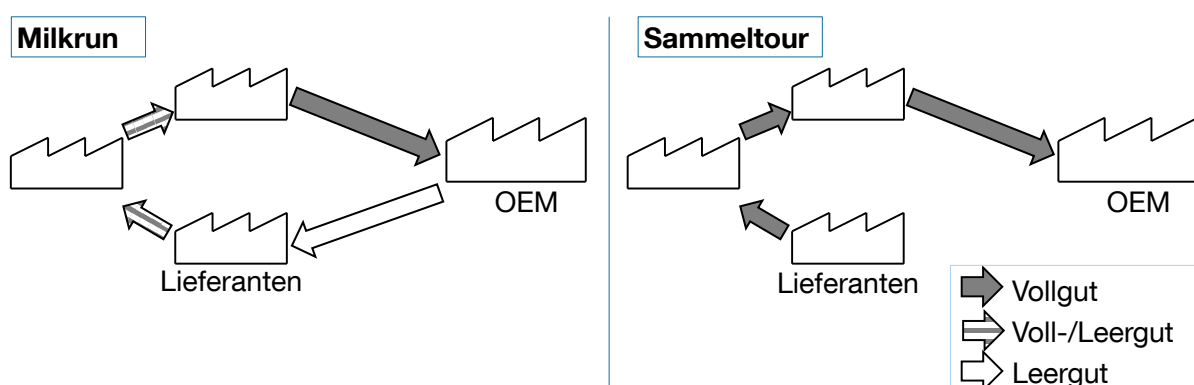 Milkrun
OEM
Lieferanten
Sammeltour
OEM
Lieferanten
Vollgut
Voll-/Leergut
Leergut